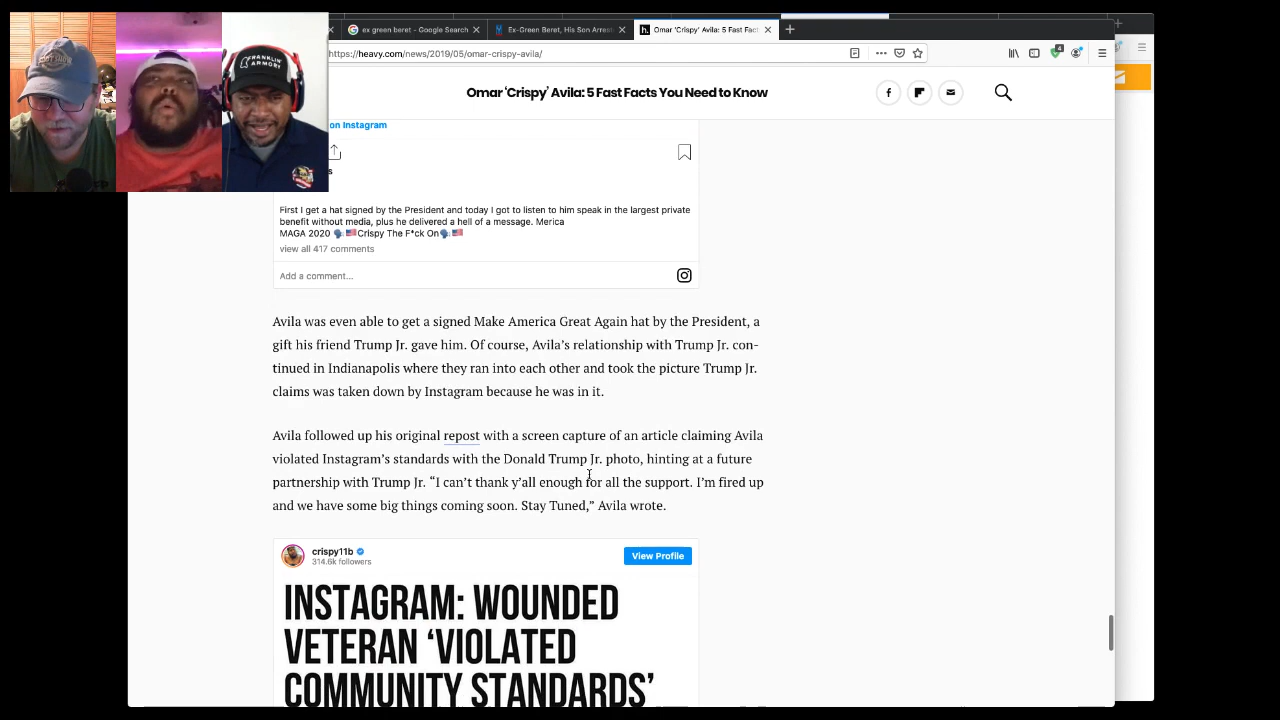 ex green beret - Google Search
Ex-Green Beret, His Son Arrest
Omar 'Crispy' Avila: 5 Fast Fact
https://heavy.com/news/2019/05/omar-crispy-avila/
Omar ‘Crispy’ Avila: 5 Fast Facts You Need to Know
FRANKLIN
ARMORY
on Instagram
s
First I get a hat signed by the President and today I got to listen to him speak in the largest private
benefit without media, plus he delivered a hell of a message. Merica
MAGA 2020 🗣🇺🇸Crispy The F*ck On🗣🇺🇸
view all 417 comments
Add a comment...
Avila was even able to get a signed Make America Great Again hat by the President, a
gift his friend Trump Jr. gave him. Of course, Avila’s relationship with Trump Jr. con-
tinued in Indianapolis where they ran into each other and took the picture Trump Jr.
claims was taken down by Instagram because he was in it.
Avila followed up his original repost with a screen capture of an article claiming Avila
violated Instagram’s standards with the Donald Trump Jr. photo, hinting at a future
partnership with Trump Jr. “I can’t thank y’all enough for all the support. I’m fired up
and we have some big things coming soon. Stay Tuned,” Avila wrote.
crispy11b
314.6k followers
View Profile
INSTAGRAM: WOUNDED
VETERAN ‘VIOLATED
COMMUNITY STANDARDS’